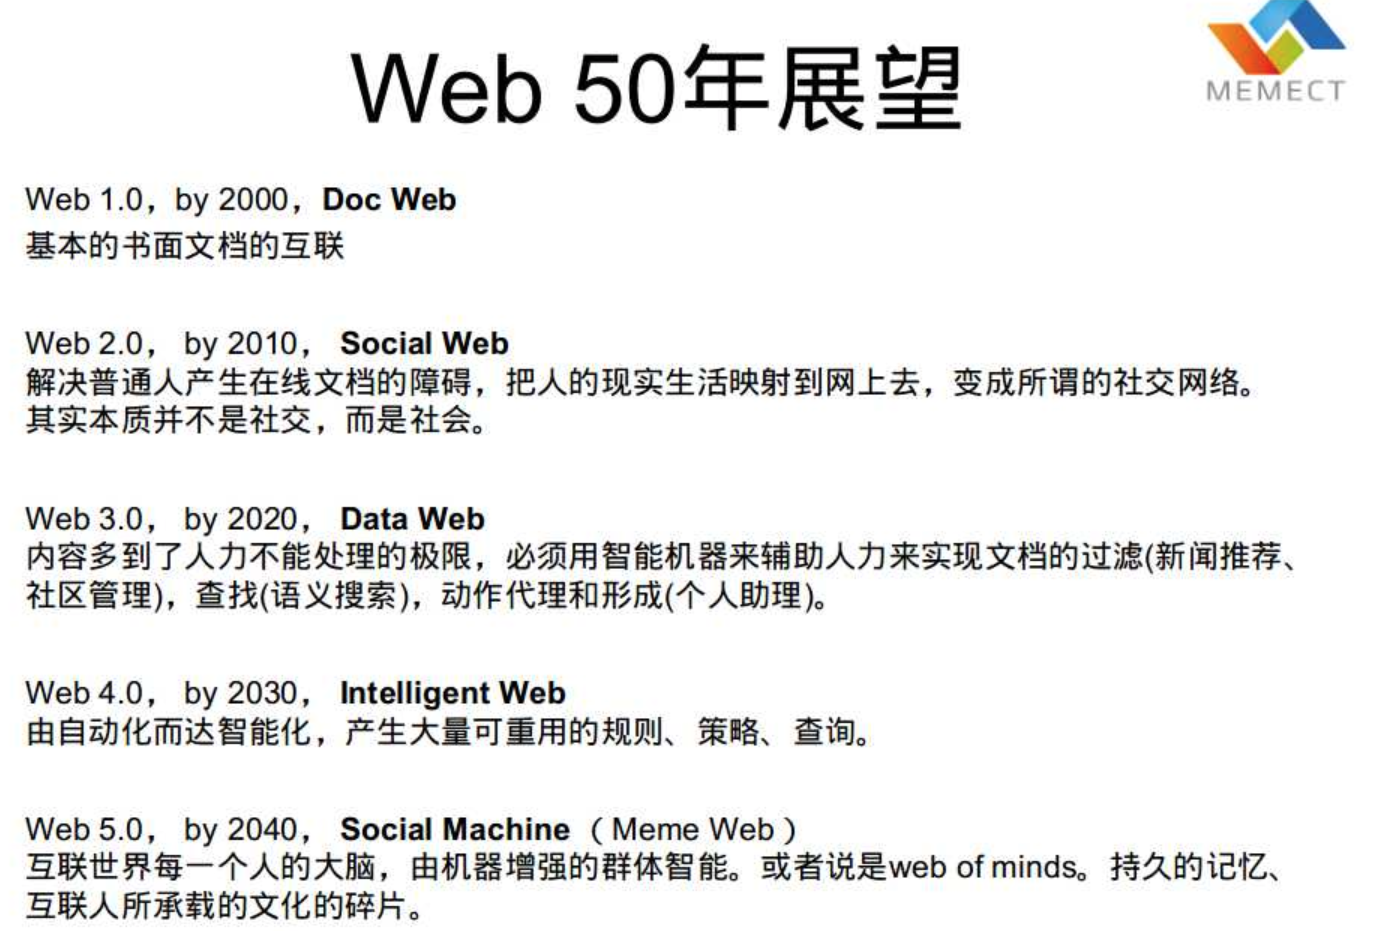 MEMECT
Web 50年展望
Web 1.0，by 2000，Doc Web
基本的书面文档的互联
Web 2.0， by 2010， Social Web
解决普通人产生在线文档的障碍，把人的现实生活映射到网上去，变成所谓的社交网络。
其实本质并不是社交，而是社会。
Web 3.0， by 2020， Data Web
内容多到了人力不能处理的极限，必须用智能机器来辅助人力来实现文档的过滤(新闻推荐、
社区管理)，查找(语义搜索)，动作代理和形成(个人助理)。
Web 4.0， by 2030， Intelligent Web
由自动化而达智能化，产生大量可重用的规则、策略、查询。
Web 5.0， by 2040， Social Machine（Meme Web）
互联世界每一个人的大脑，由机器增强的群体智能。或者说是web of minds。持久的记忆、
互联人所承载的文化的碎片。